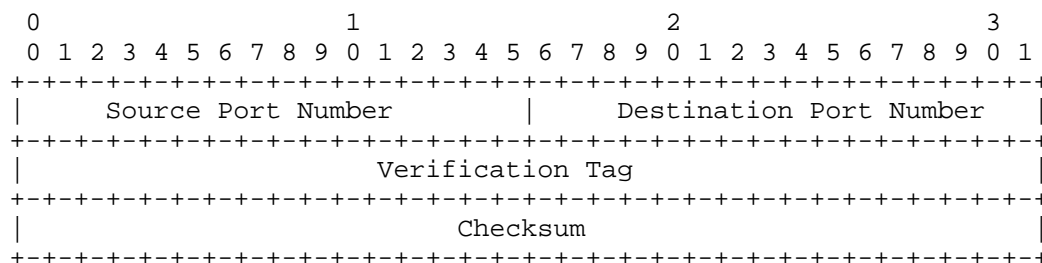 0                   1                   2                   3
 0 1 2 3 4 5 6 7 8 9 0 1 2 3 4 5 6 7 8 9 0 1 2 3 4 5 6 7 8 9 0 1
+-+-+-+-+-+-+-+-+-+-+-+-+-+-+-+-+-+-+-+-+-+-+-+-+-+-+-+-+-+-+-+-+
|     Source Port Number        |     Destination Port Number   |
+-+-+-+-+-+-+-+-+-+-+-+-+-+-+-+-+-+-+-+-+-+-+-+-+-+-+-+-+-+-+-+-+
|                      Verification Tag                         |
+-+-+-+-+-+-+-+-+-+-+-+-+-+-+-+-+-+-+-+-+-+-+-+-+-+-+-+-+-+-+-+-+
|                           Checksum                            |
+-+-+-+-+-+-+-+-+-+-+-+-+-+-+-+-+-+-+-+-+-+-+-+-+-+-+-+-+-+-+-+-+